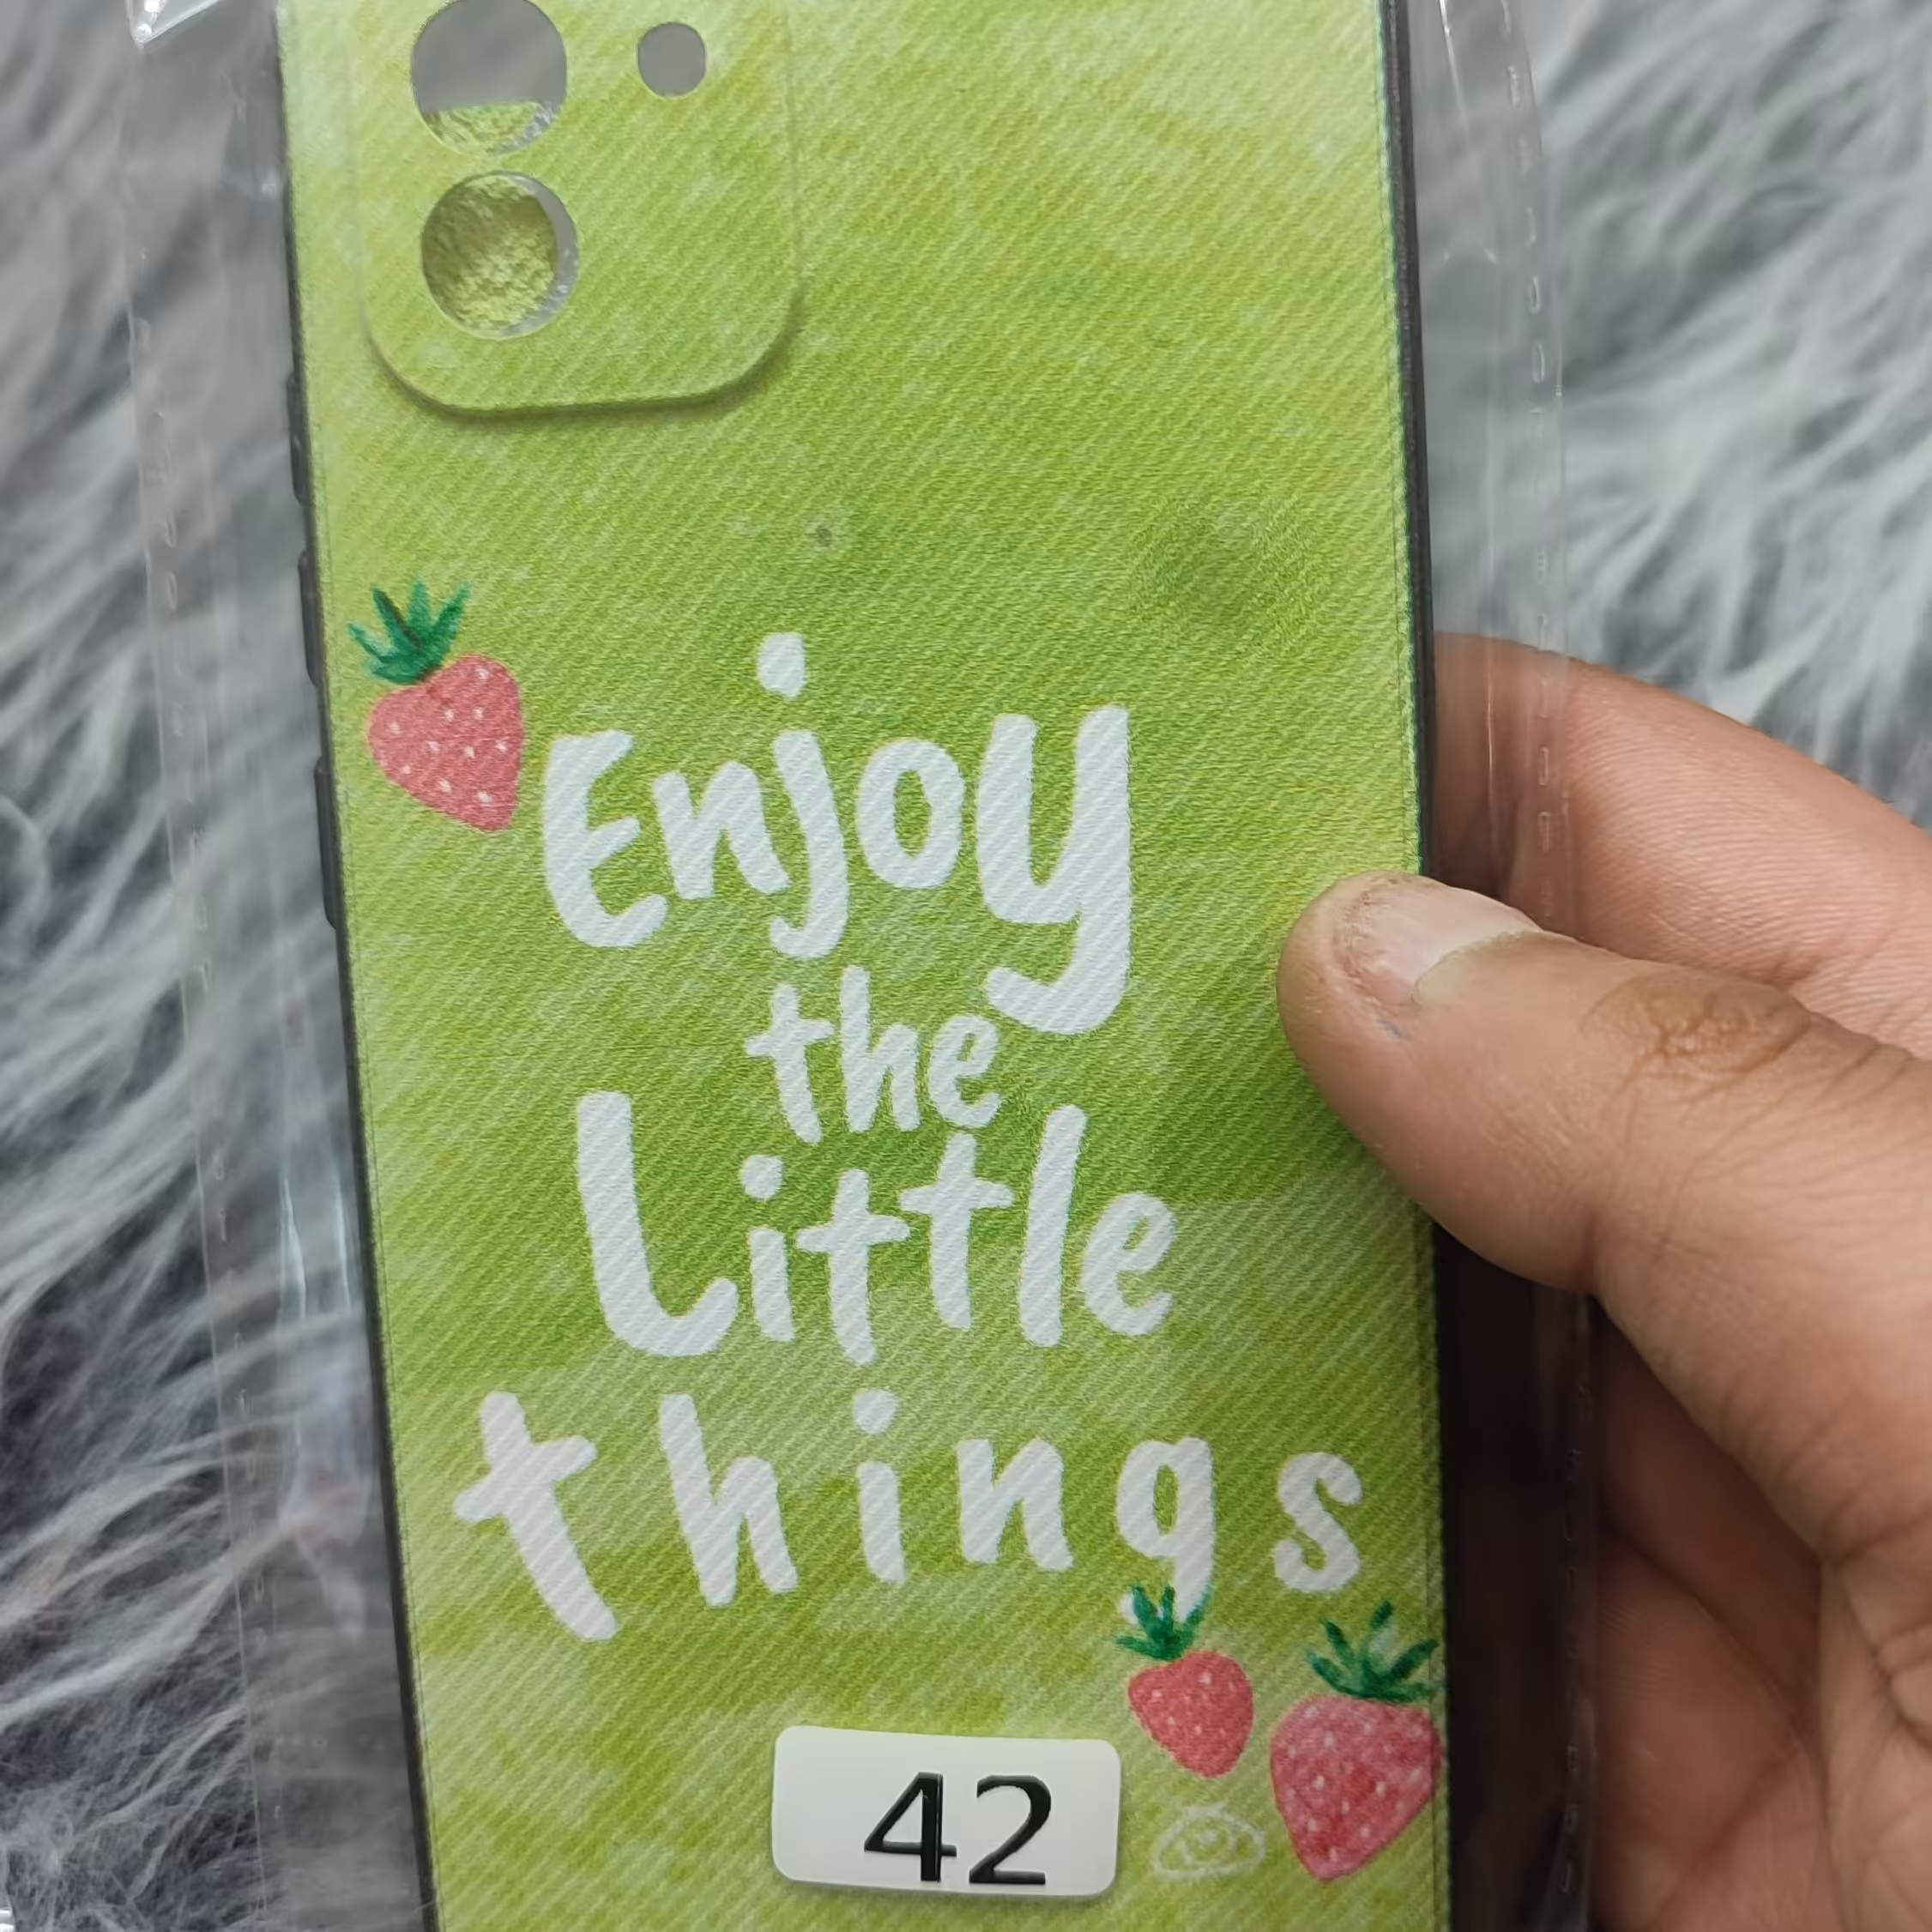 Enjoy
the
Little
things
42